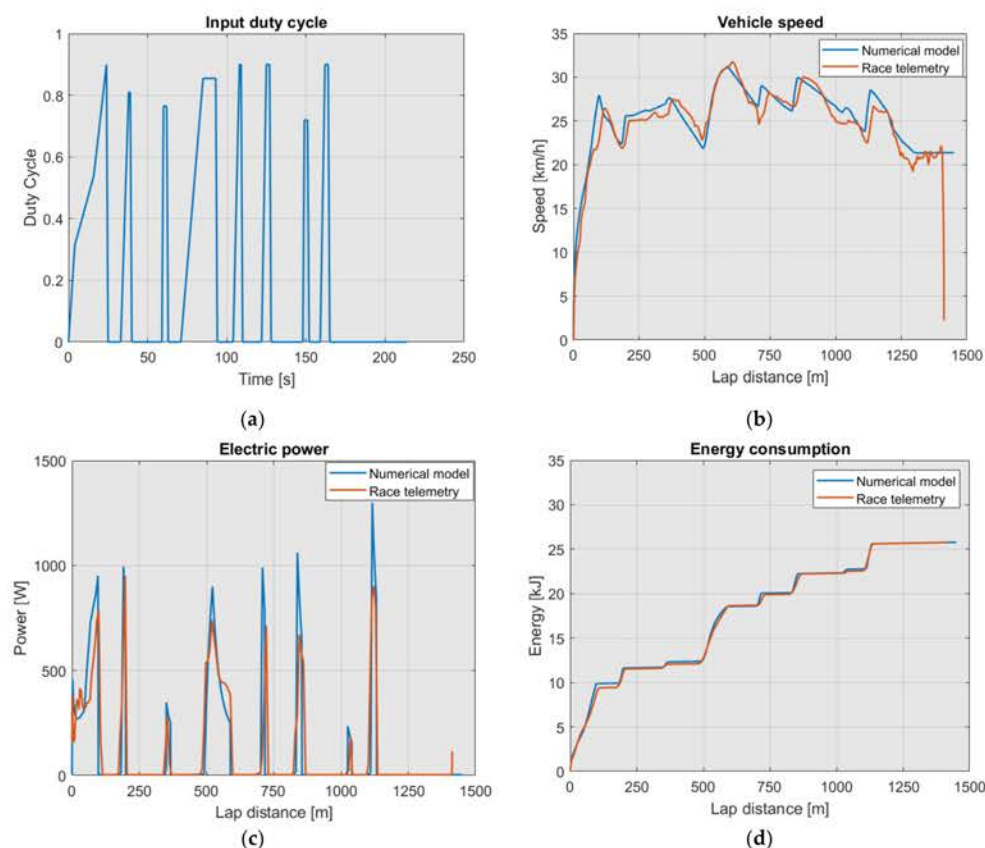 Input duty cycle
1
0.8
0.6
0.4
0.2
0
Duty Cycle
0 50 100 150 200 250
Time [s]
(a)
Vehicle speed
35
30
25
20
15
10
5
0
Speed [km/h]
Numerical model
Race telemetry
0 250 500 750 1000 1250 1500
Lap distance [m]
(b)
Electric power
1500
1000
500
0
Power [W]
Numerical model
Race telemetry
0 250 500 750 1000 1250 1500
Lap distance [m]
(c)
Energy consumption
35
30
25
20
15
10
5
0
Energy [kJ]
Numerical model
Race telemetry
0 250 500 750 1000 1250 1500
Lap distance [m]
(d)